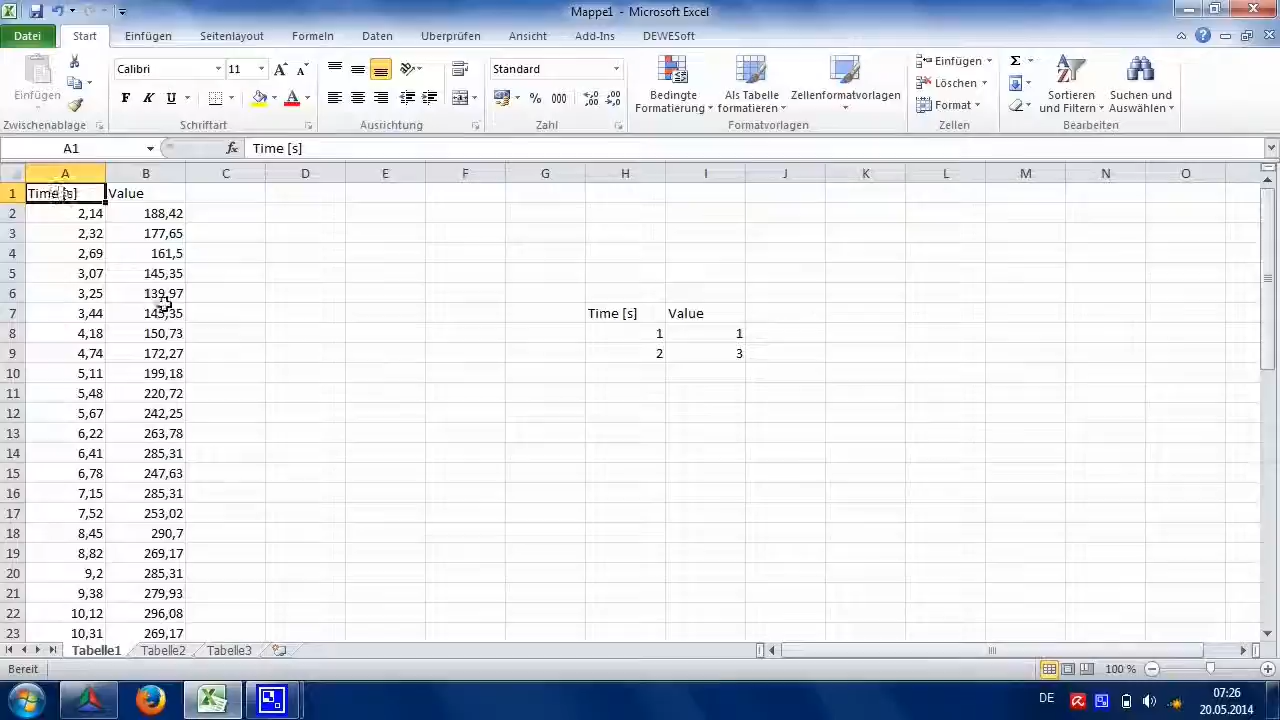 Mappe1 - Microsoft Excel
Datei Start Einfügen Seitenlayout Formeln Daten Überprüfen Ansicht Add-Ins DEWESoft
Einfügen
Zwischenablage
Calibri 11
F K U
Schriftart
Ausrichtung
Standard
% 000
Zahl
Bedingte Formatierung
Als Tabelle formatieren
Zellenformatvorlagen
Formatvorlagen
Einfügen
Löschen
Format
Zellen
Sortieren und Filtern
Suchen und Auswählen
Bearbeiten
A1 fx Time [s]
A B C D E F G H I J K L M N O
1 Time [s] Value
2 2,14 188,42
3 2,32 177,65
4 2,69 161,5
5 3,07 145,35
6 3,25 139,97
7 3,44 145,35 Time [s] Value
8 4,18 150,73 1 1
9 4,74 172,27 2 3
10 5,11 199,18
11 5,48 220,72
12 5,67 242,25
13 6,22 263,78
14 6,41 285,31
15 6,78 247,63
16 7,15 285,31
17 7,52 253,02
18 8,45 290,7
19 8,82 269,17
20 9,2 285,31
21 9,38 279,93
22 10,12 296,08
23 10,31 269,17
Tabelle1 Tabelle2 Tabelle3
Bereit 100 %
DE 07:26
20.05.2014